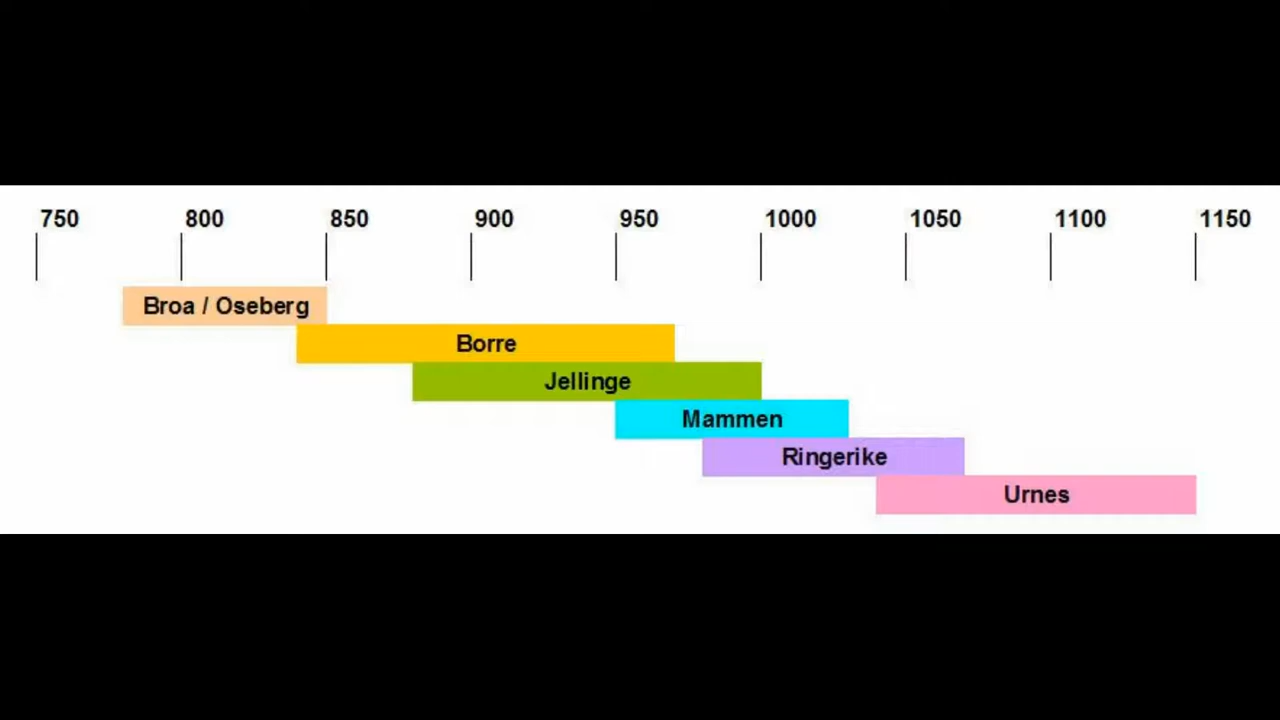 750 800 850 900 950 1000 1050 1100 1150
Broa / Oseberg
Borre
Jellinge
Mammen
Ringerike
Urnes